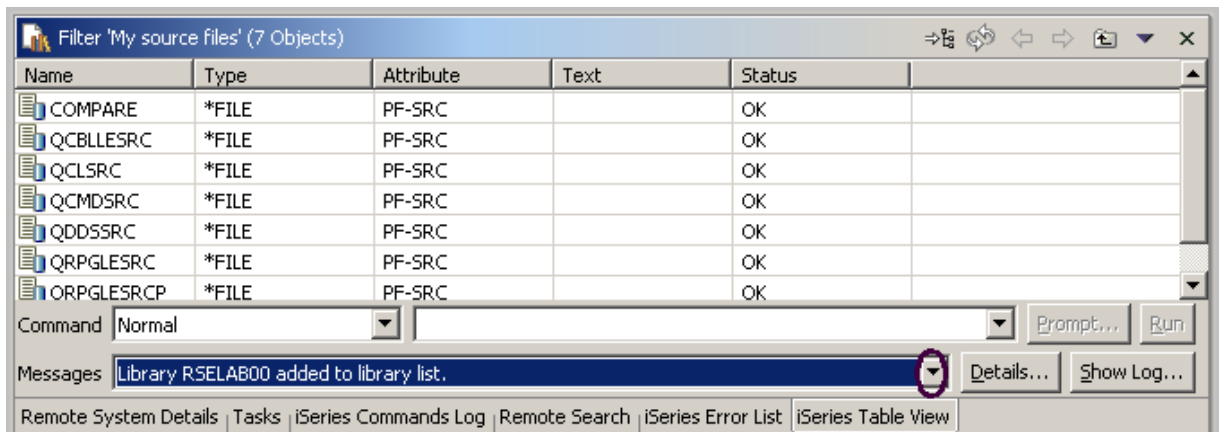 Filter 'My source files' (7 Objects)
Name Type Attribute Text Status
COMPARE *FILE PF-SRC OK
QCBLLESRC *FILE PF-SRC OK
QCLSRC *FILE PF-SRC OK
QCMDSRC *FILE PF-SRC OK
QDDSSRC *FILE PF-SRC OK
QRPGLESRC *FILE PF-SRC OK
QRPGLESRCP *FILE PF-SRC OK
Command Normal Prompt... Run
Messages Library RSELAB00 added to library list. Details... Show Log...
Remote System Details Tasks iSeries Commands Log Remote Search iSeries Error List iSeries Table View